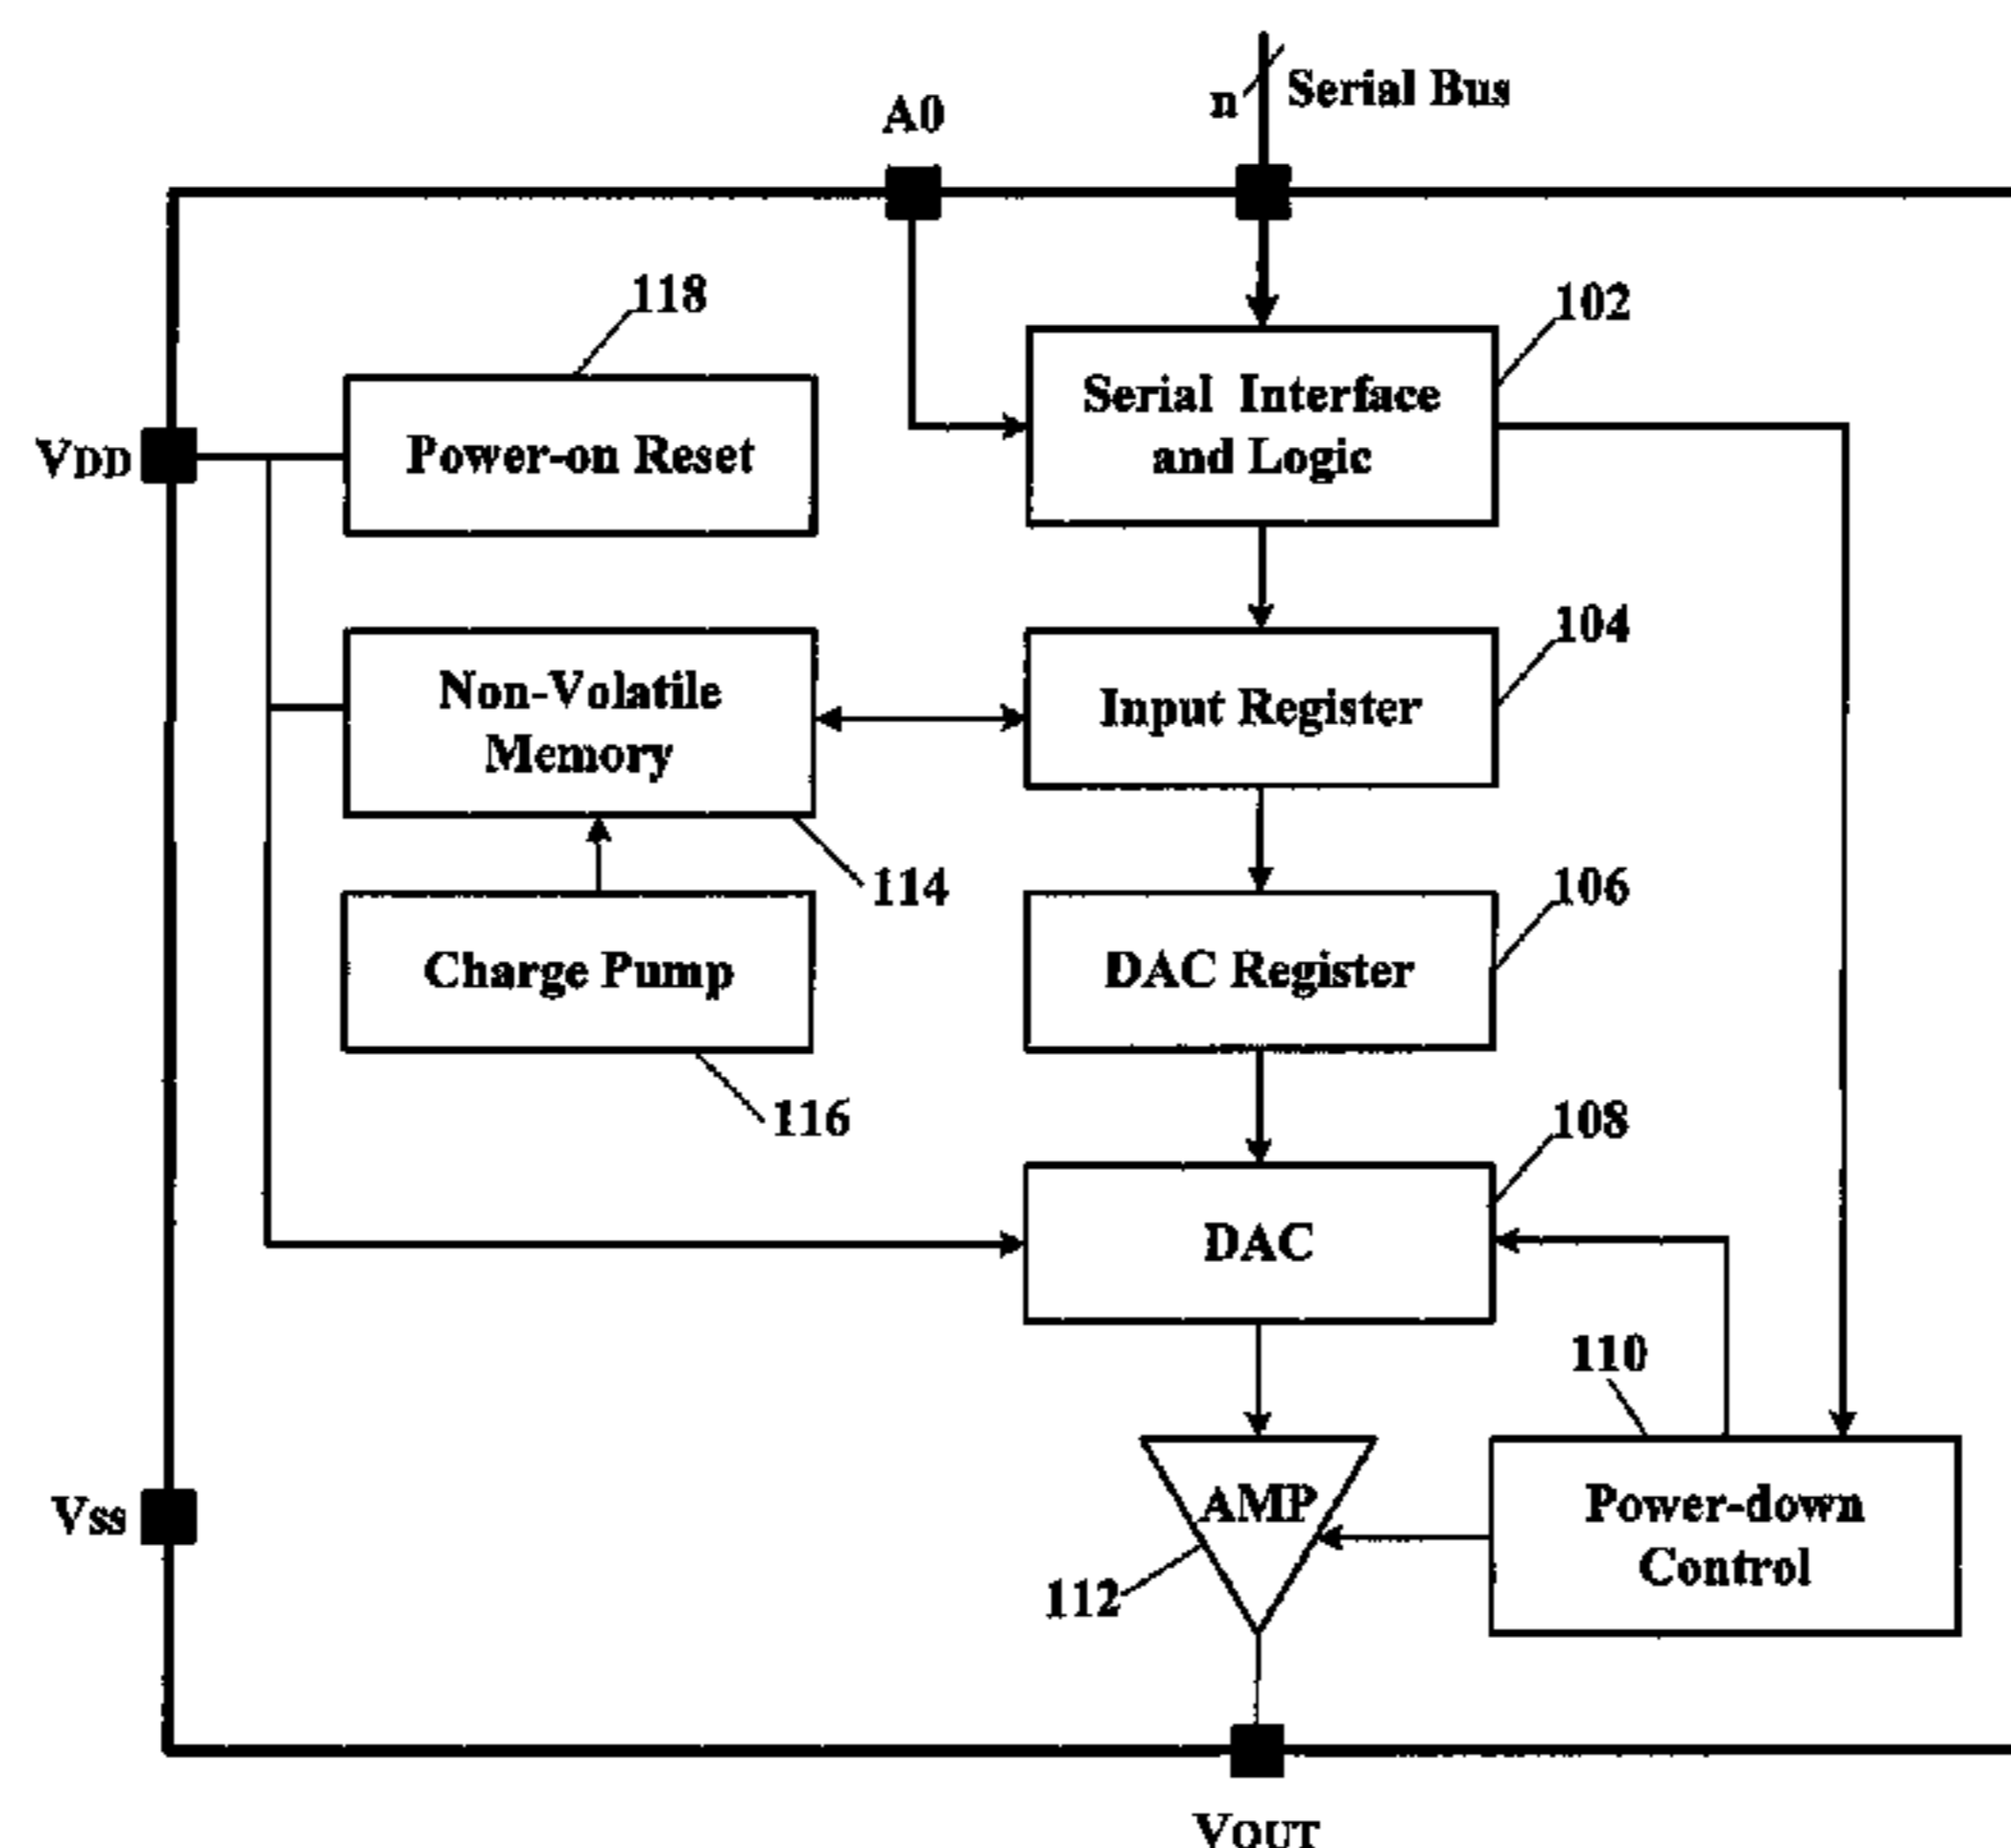 n Serial Bus
A0
118
102
VDD
Power-on Reset
Serial Interface
and Logic
104
Non-Volatile
Memory
Input Register
114
106
Charge Pump
DAC Register
116
108
DAC
110
Vss
AMP
Power-down
Control
112
VOUT